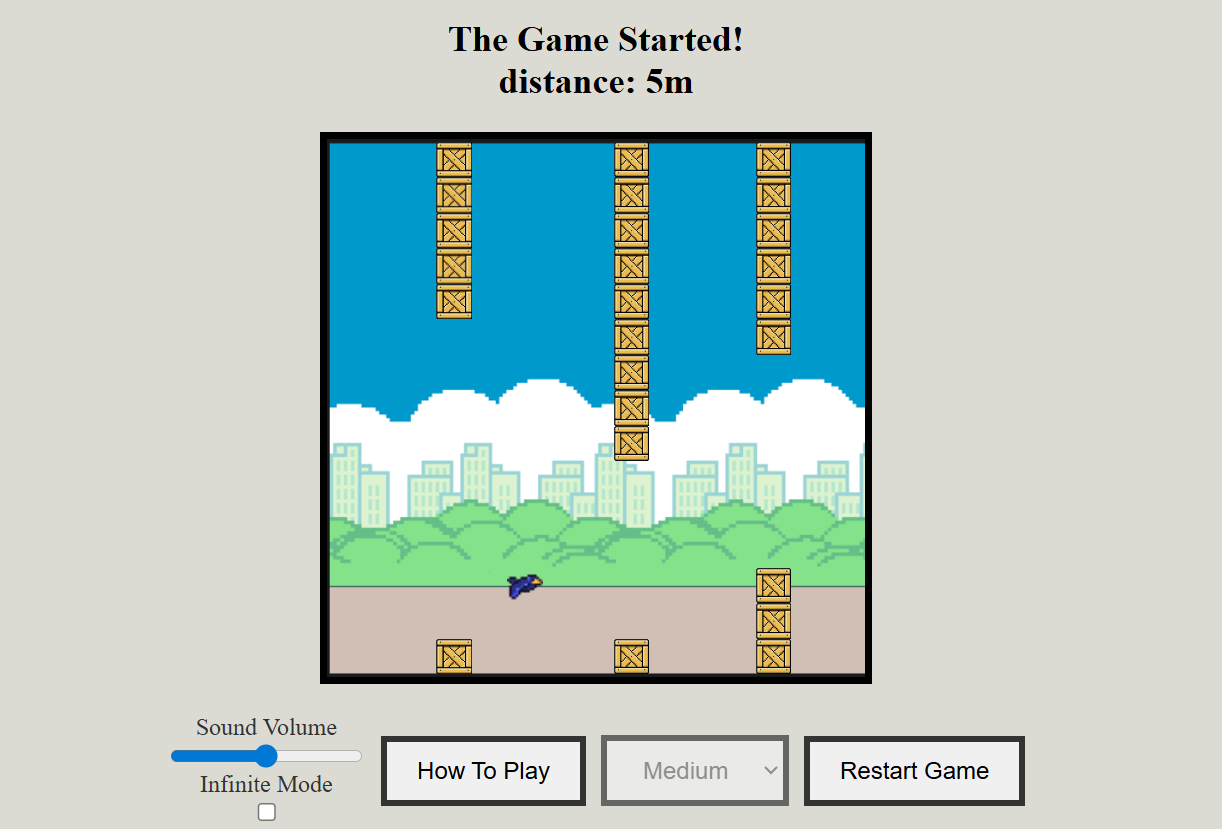 The Game Started!
distance: 5m
Sound Volume
Infinite Mode
How To Play
Medium
Restart Game